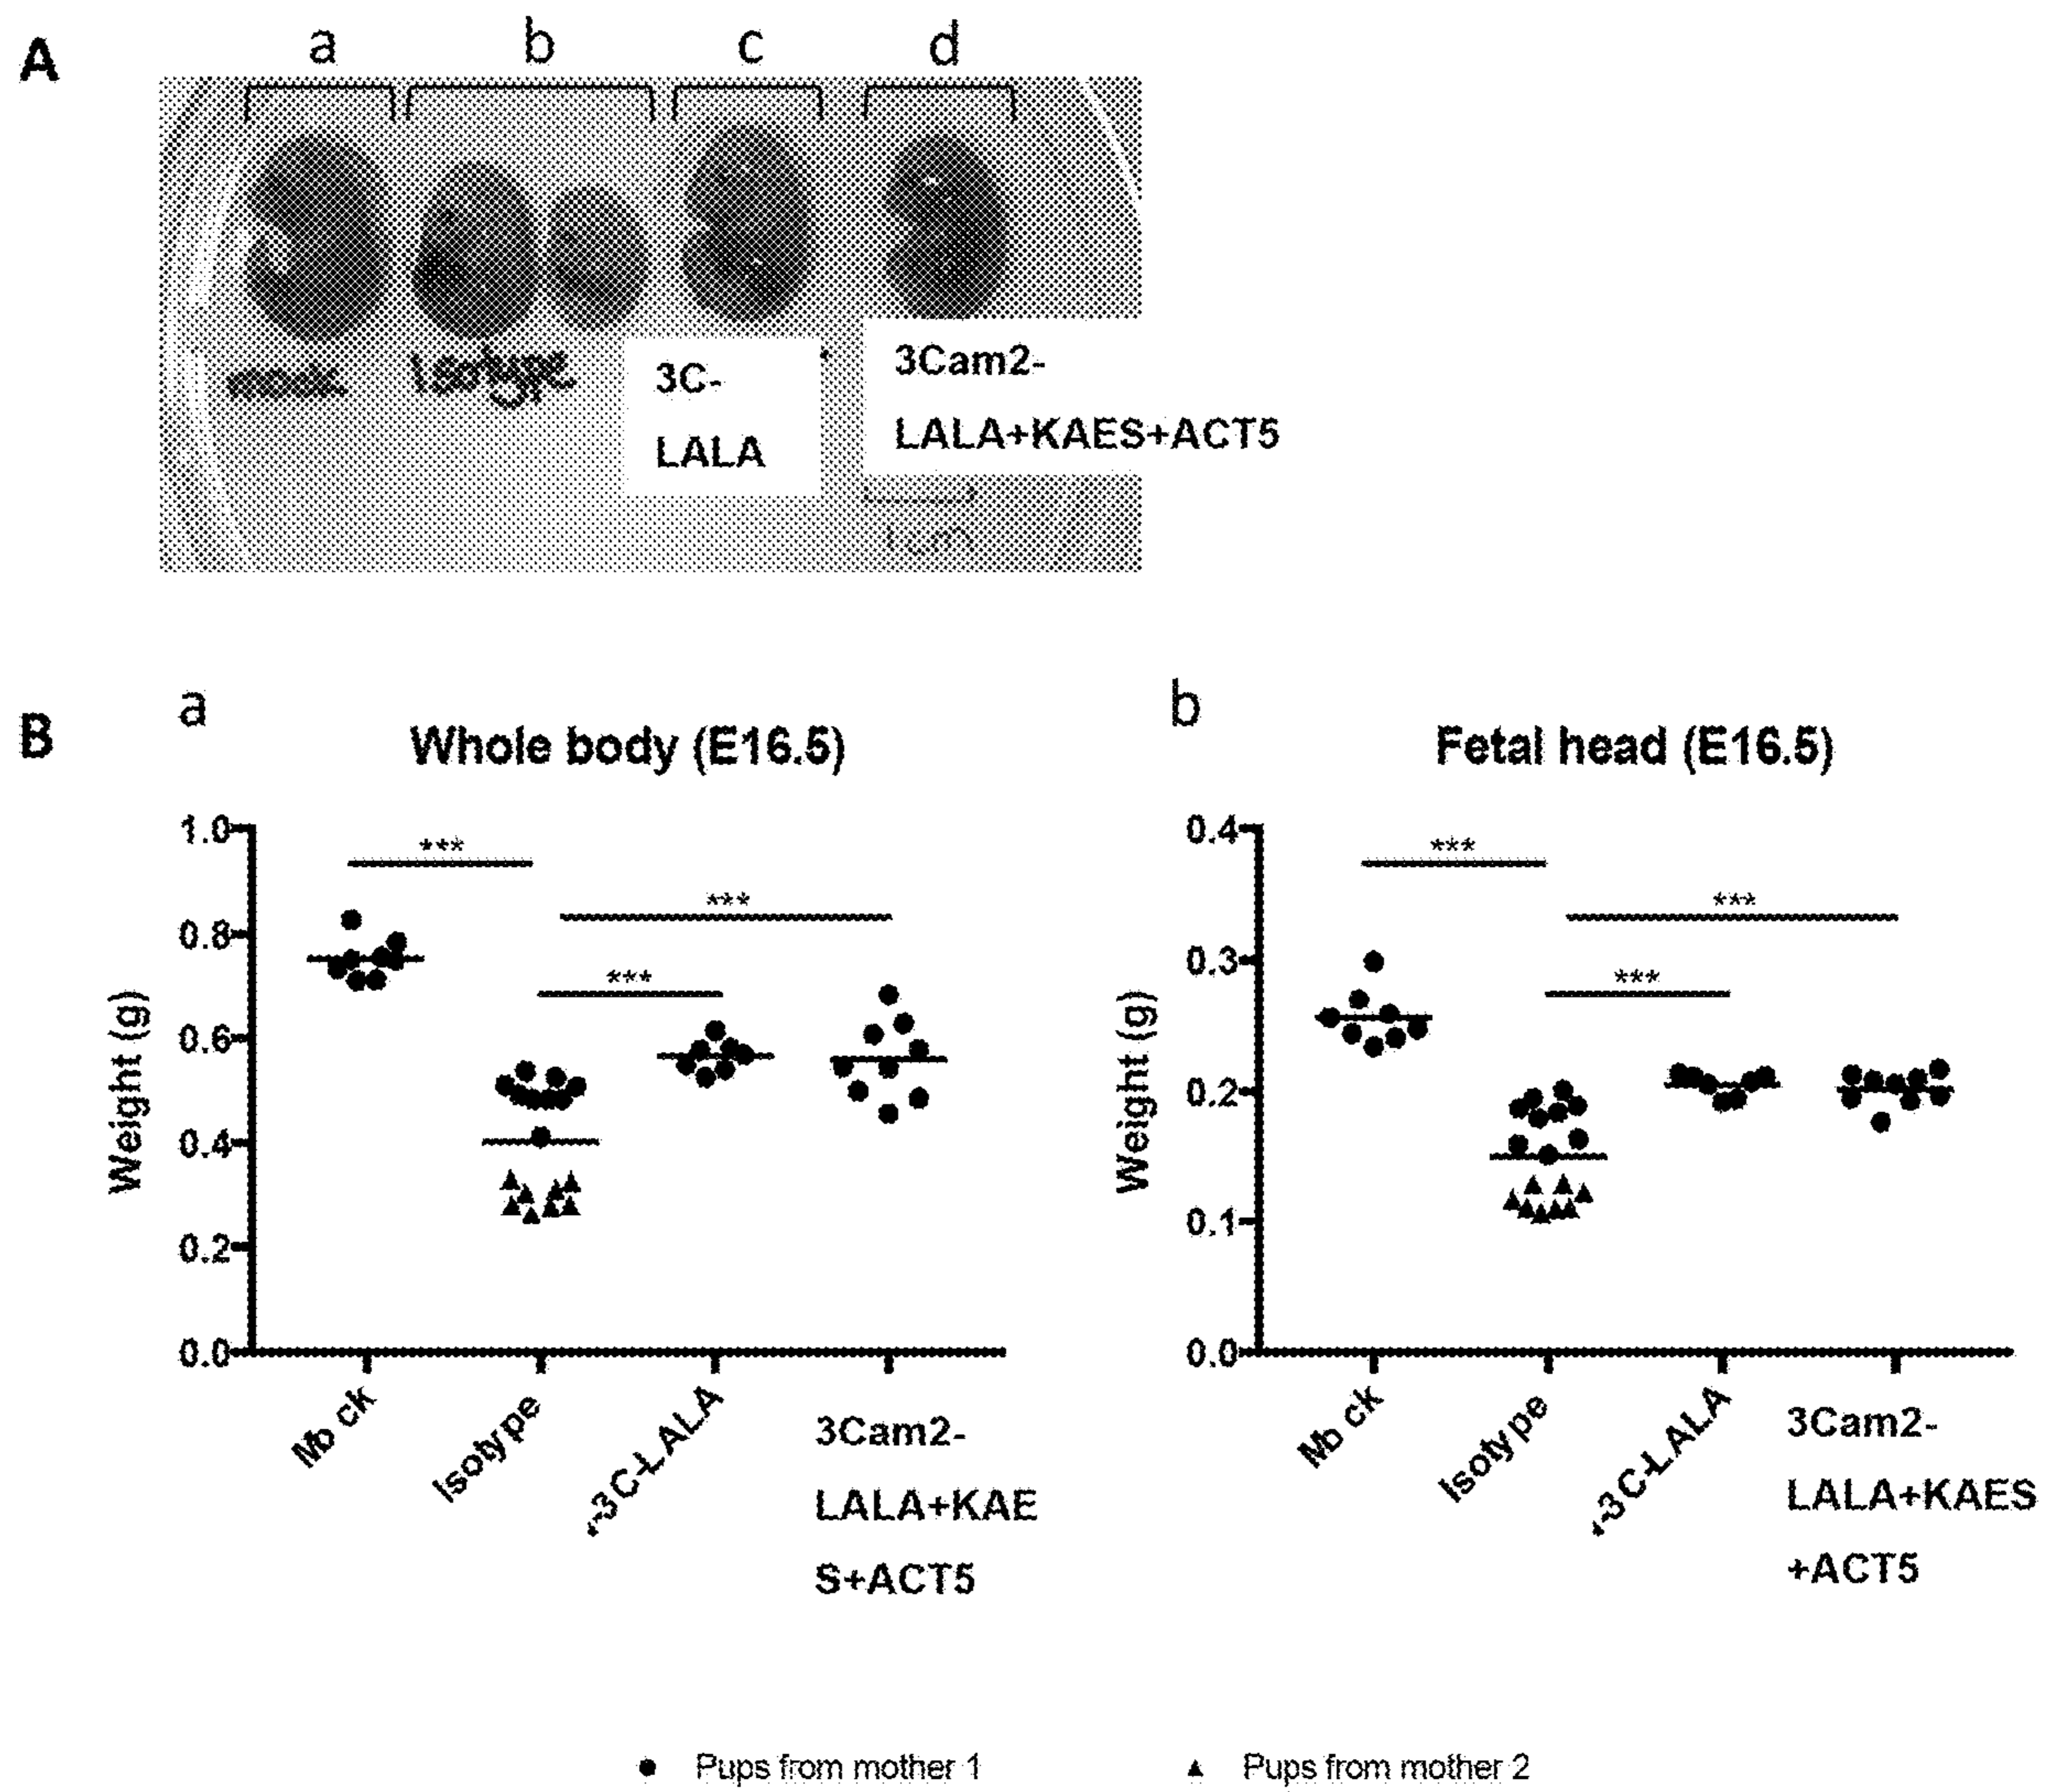 A
a b c d
mock
Isotype
3C-
LALA
3Cam2-
LALA+KAES+ACT5
1cm
B
a
Whole body (E16.5)
Weight (g)
1.0
0.8
0.6
0.4
0.2
0.0
***
***
***
Mock
Isotype
-3C-LALA
3Cam2-
LALA+KAE
S+ACT5
b
Fetal head (E16.5)
Weight (g)
0.4
0.3
0.2
0.1
0.0
***
***
***
Mock
Isotype
-3C-LALA
3Cam2-
LALA+KAES
+ACT5
● Pups from mother 1
▲ Pups from mother 2